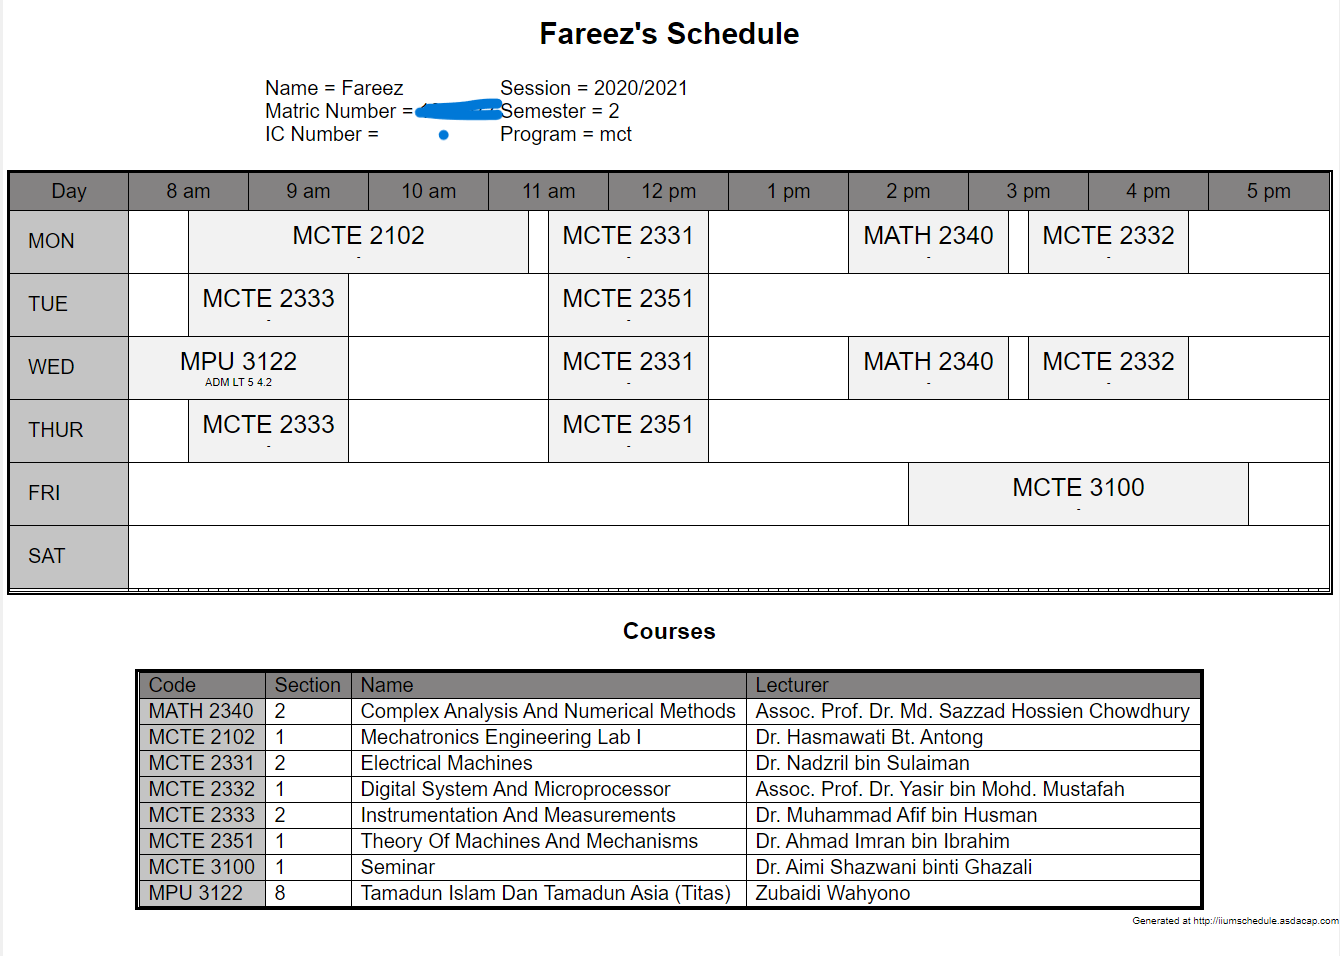 Fareez's Schedule
Name = Fareez Session = 2020/2021
Matric Number = Semester = 2
IC Number = Program = mct
Day 8 am 9 am 10 am 11 am 12 pm 1 pm 2 pm 3 pm 4 pm 5 pm
MON MCTE 2102 MCTE 2331 MATH 2340 MCTE 2332
- - - -
TUE MCTE 2333 MCTE 2351
- -
WED MPU 3122 MCTE 2331 MATH 2340 MCTE 2332
ADM LT 5 4.2 - - -
THUR MCTE 2333 MCTE 2351
- -
FRI MCTE 3100
-
SAT
Courses
Code Section Name Lecturer
MATH 2340 2 Complex Analysis And Numerical Methods Assoc. Prof. Dr. Md. Sazzad Hossien Chowdhury
MCTE 2102 1 Mechatronics Engineering Lab I Dr. Hasmawati Bt. Antong
MCTE 2331 2 Electrical Machines Dr. Nadzril bin Sulaiman
MCTE 2332 1 Digital System And Microprocessor Assoc. Prof. Dr. Yasir bin Mohd. Mustafah
MCTE 2333 2 Instrumentation And Measurements Dr. Muhammad Afif bin Husman
MCTE 2351 1 Theory Of Machines And Mechanisms Dr. Ahmad Imran bin Ibrahim
MCTE 3100 1 Seminar Dr. Aimi Shazwani binti Ghazali
MPU 3122 8 Tamadun Islam Dan Tamadun Asia (Titas) Zubaidi Wahyono
Generated at http://iiumschedule.asdacap.com